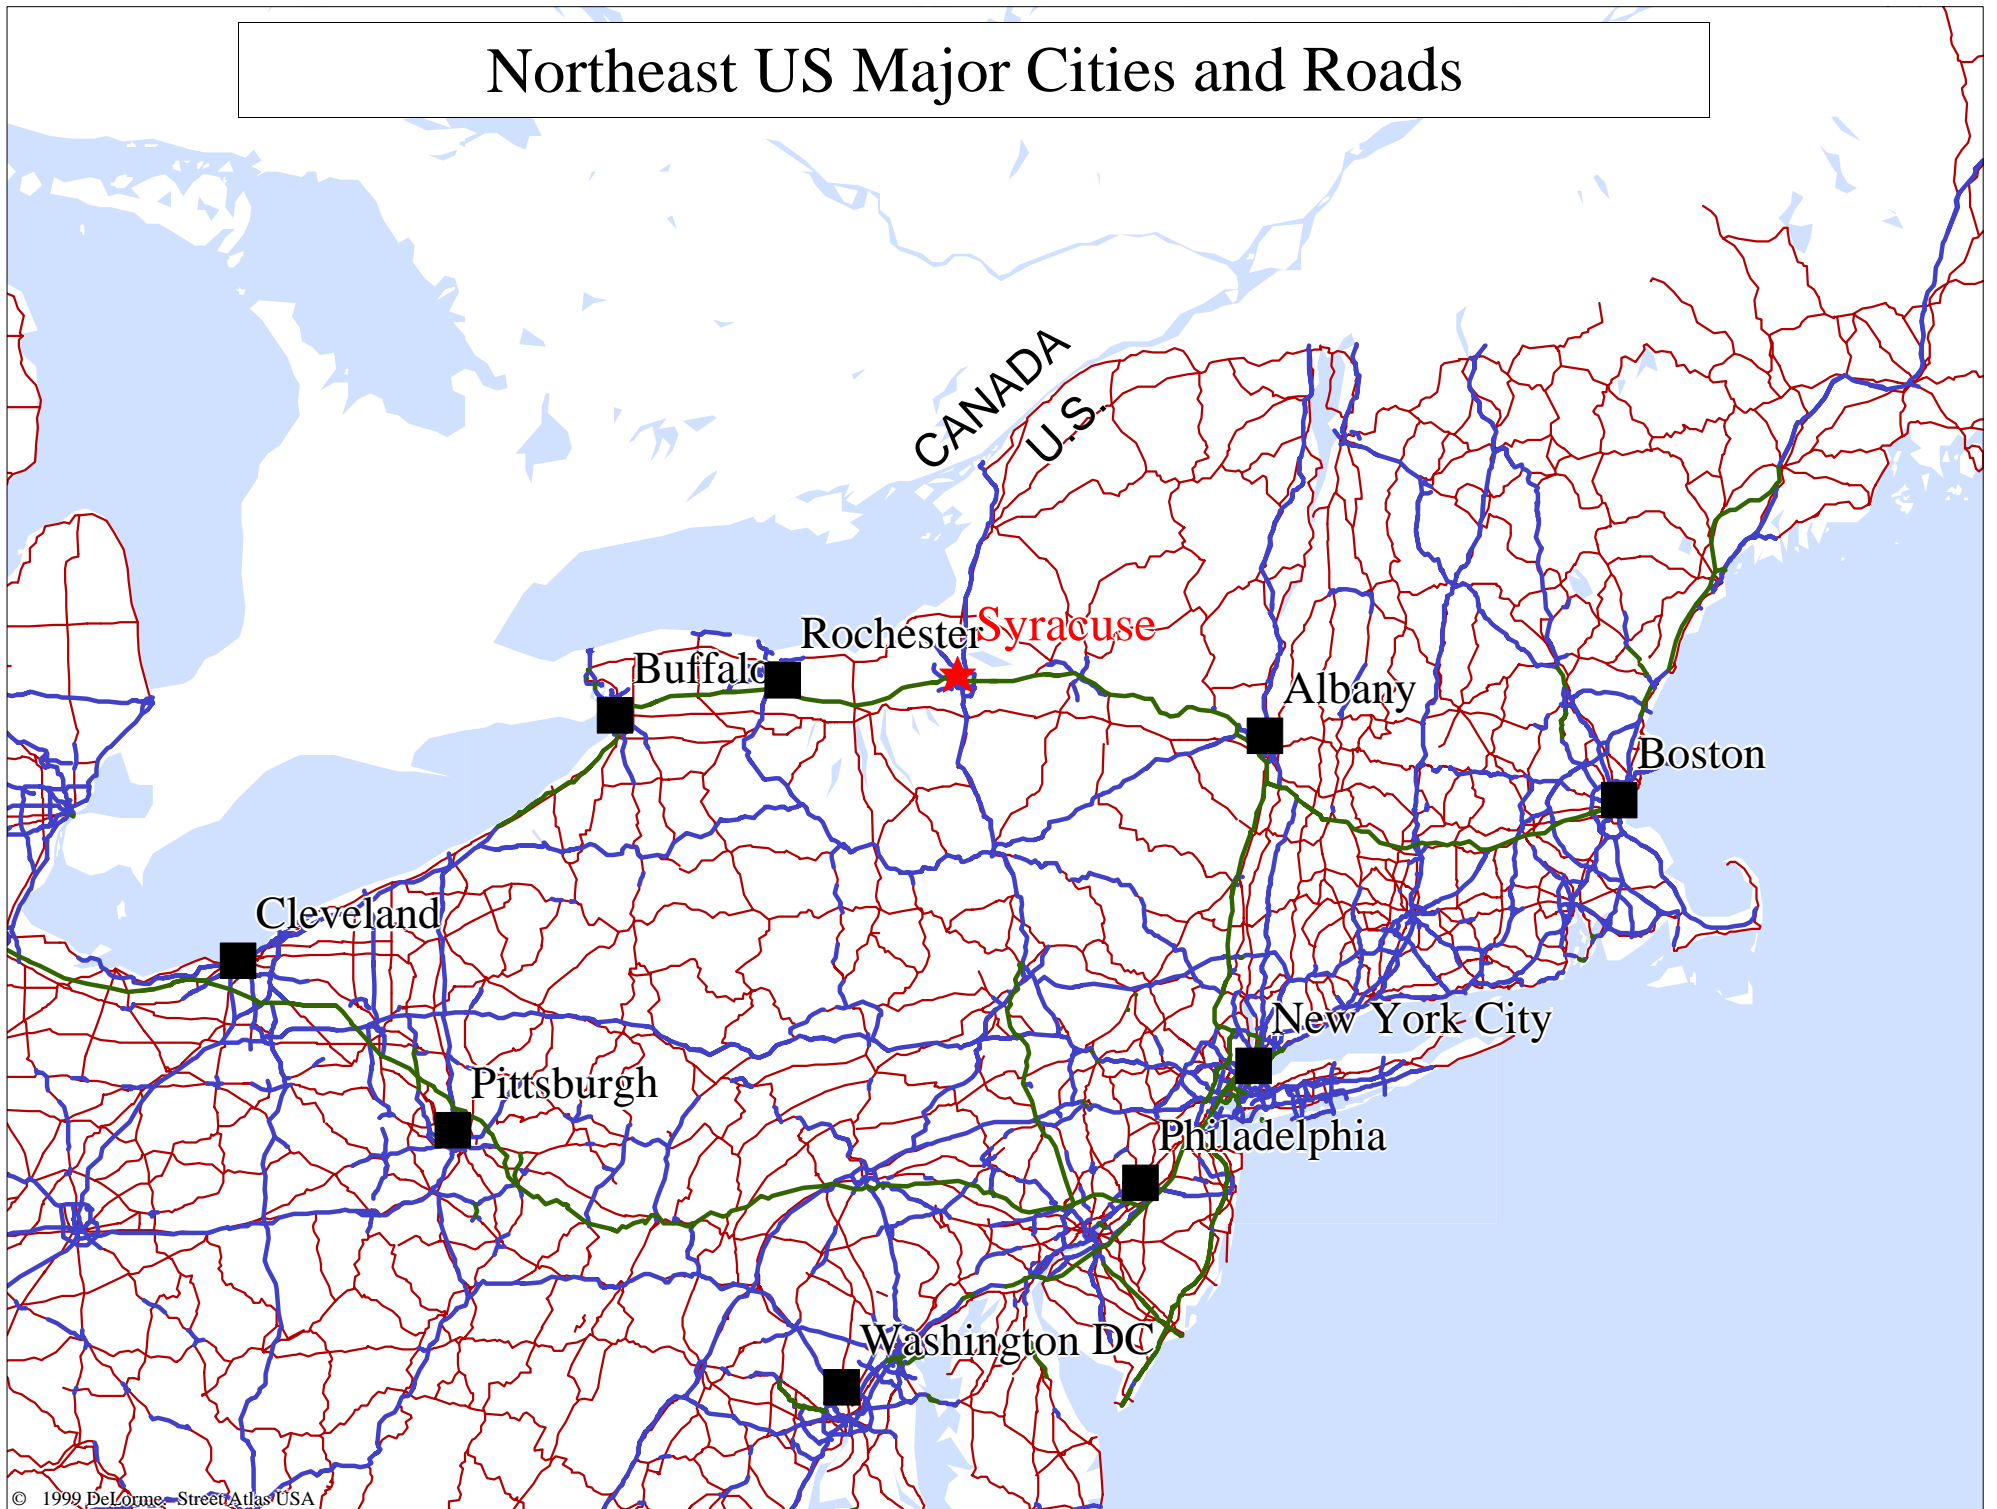 Northeast US Major Cities and Roads
CANADA
U.S.
Rochester
Syracuse
Buffalo
Albany
Boston
Cleveland
New York City
Pittsburgh
Philadelphia
Washington DC
© 1999 DeLorme. Street Atlas USA